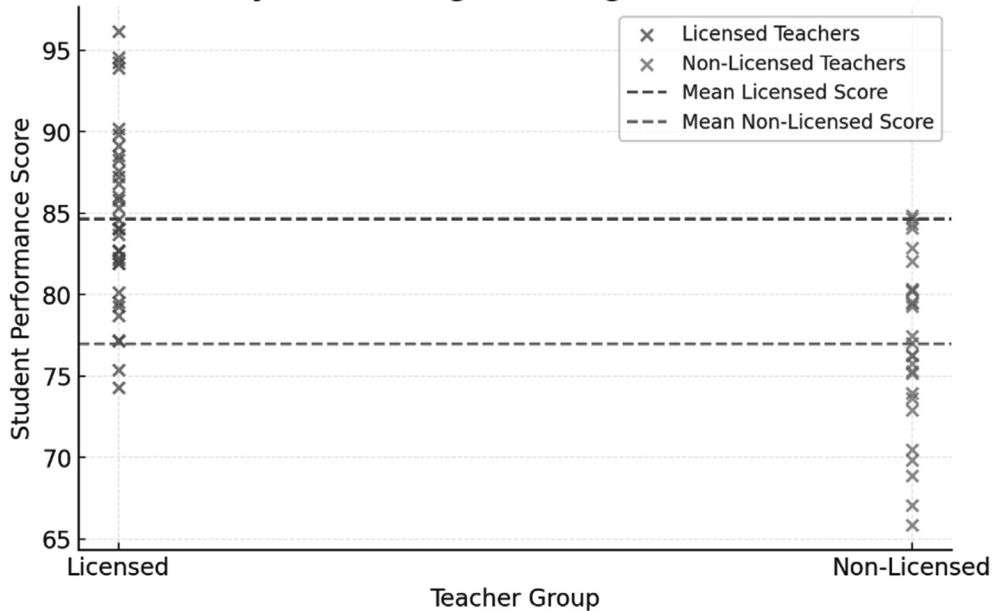 95
90
85
80
75
70
65
Student Performance Score
Licensed Teachers
Non-Licensed Teachers
Mean Licensed Score
Mean Non-Licensed Score
Licensed
Non-Licensed
Teacher Group